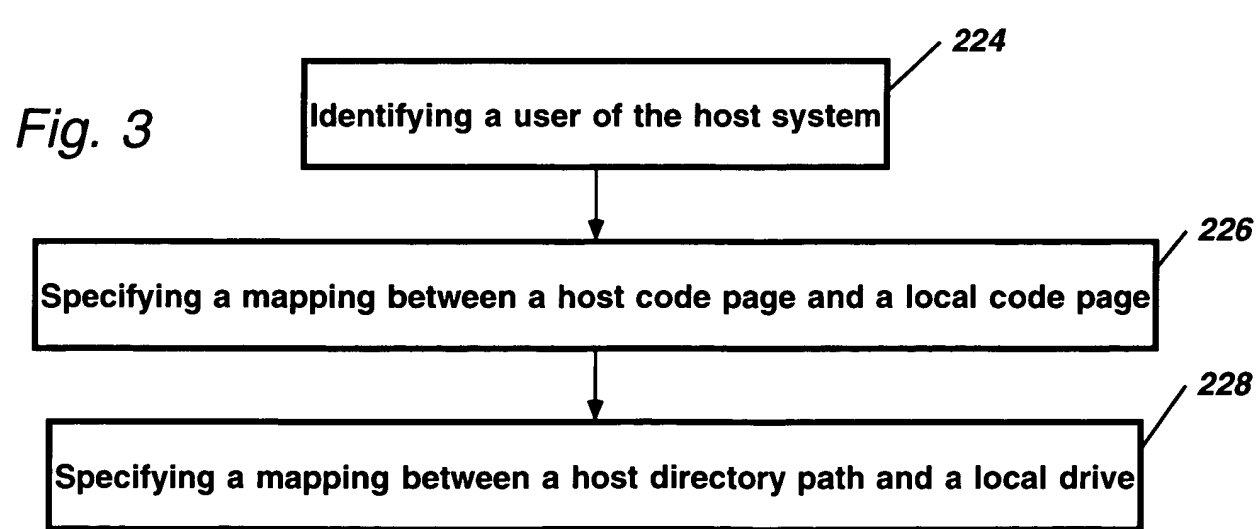 224
Identifying a user of the host system
Fig. 3
226
Specifying a mapping between a host code page and a local code page
228
Specifying a mapping between a host directory path and a local drive